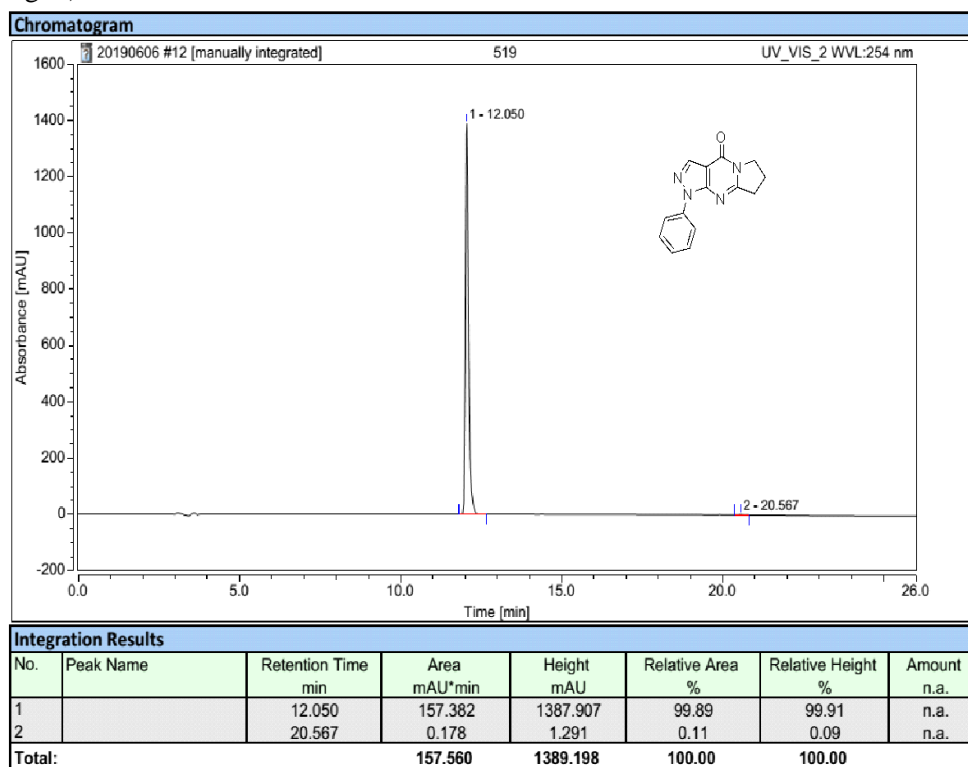 Chromatogram
20190606 #12 [manually integrated] 519 UV_VIS_2 WVL:254 nm
1600
1400
1200
1000
800
600
400
200
0
-200
Absorbance [mAU]
1 - 12.050
2 - 20.567
O
N
N
N
N
0.0 5.0 10.0 15.0 20.0 26.0
Time [min]
Integration Results
No. Peak Name Retention Time Area Height Relative Area Relative Height Amount
min mAU*min mAU % % n.a.
1 12.050 157.382 1387.907 99.89 99.91 n.a.
2 20.567 0.178 1.291 0.11 0.09 n.a.
Total: 157.560 1389.198 100.00 100.00